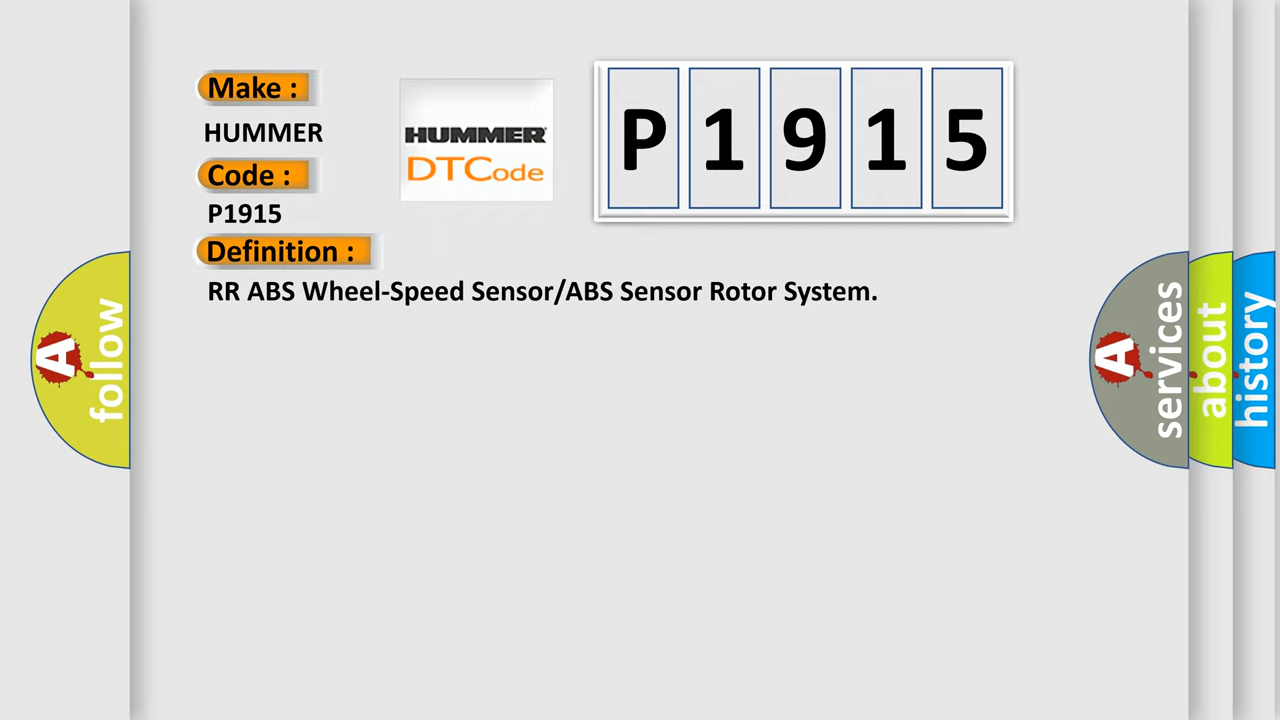 Make :
HUMMER
Code :
P1915
Definition :
RR ABS Wheel-Speed Sensor/ABS Sensor Rotor System.
HUMMER
DTCode
P 1 9 1 5
A follow
A services
about
history